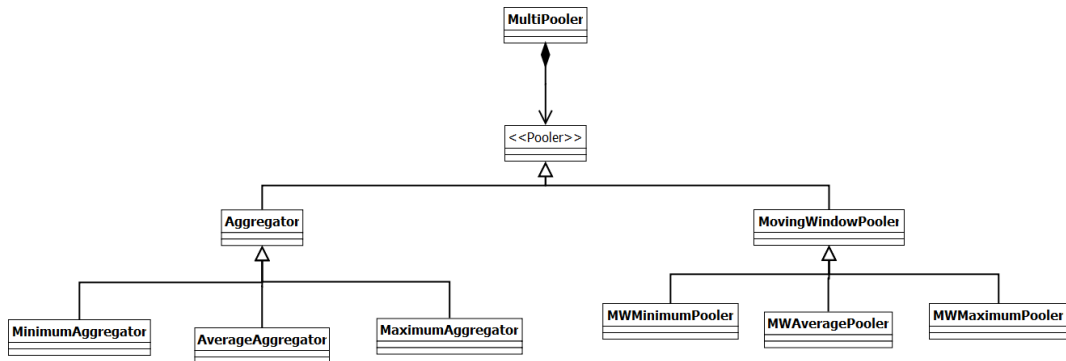 MultiPooler
<<Pooler>>
Aggregator
MovingWindowPooler
MinimumAggregator
AverageAggregator
MaximumAggregator
MWMinimumPooler
MWAveragePooler
MWMaximumPooler